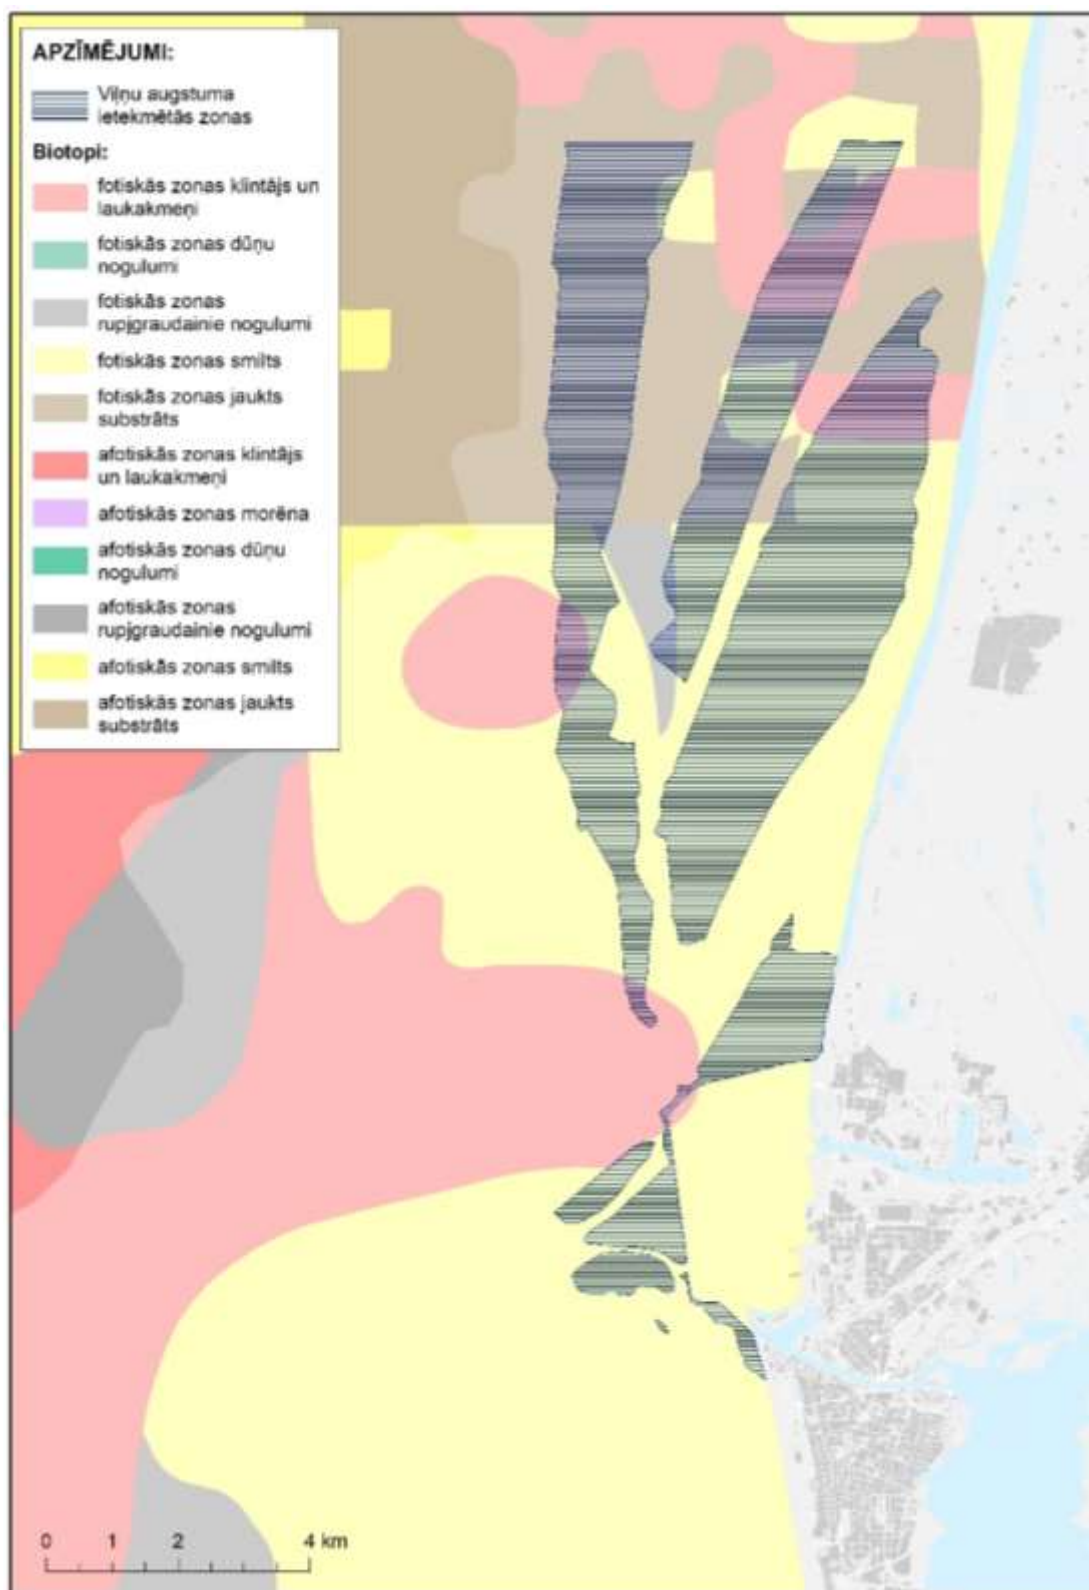 APZĪMĒJUMI:
Viļņu augstuma
ietekmētās zonas
Biotopi:
fotiskās zonas klintājs un
laukakmeņi
fotiskās zonas dūņu
nogulumi
fotiskās zonas
rupjgraudainie nogulumi
fotiskās zonas smilts
fotiskās zonas jaukts
substrāts
afotiskās zonas klintājs
un laukakmeņi
afotiskās zonas morēna
afotiskās zonas dūņu
nogulumi
afotiskās zonas
rupjgraudainie nogulumi
afotiskās zonas smilts
afotiskās zonas jaukts
substrāts
0 1 2 4 km